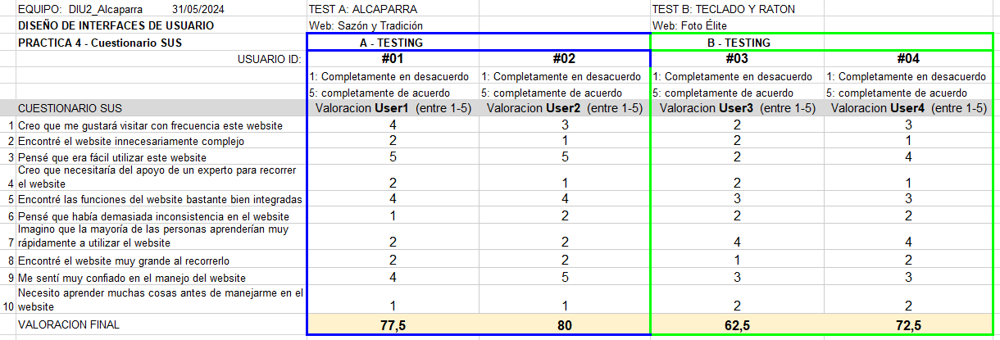 EQUIPO: DIU2_Alcaparra 31/05/2024 TEST A: ALCAPARRA TEST B: TECLADO Y RATON
DISEÑO DE INTERFACES DE USUARIO Web: Sazón y Tradición Web: Foto Élite
PRACTICA 4 - Cuestionario SUS A - TESTING B - TESTING
USUARIO ID: #01 #02 #03 #04
1: Completamente en desacuerdo 1: Completamente en desacuerdo 1: Completamente en desacuerdo 1: Completamente en desacuerdo
5: completamente de acuerdo 5: completamente de acuerdo 5: completamente de acuerdo 5: completamente de acuerdo
CUESTIONARIO SUS Valoracion User1 (entre 1-5) Valoracion User2 (entre 1-5) Valoracion User3 (entre 1-5) Valoracion User4 (entre 1-5)
1 Creo que me gustará visitar con frecuencia este website 4 3 2 3
2 Encontré el website innecesariamente complejo 2 1 2 1
3 Pensé que era fácil utilizar este website 5 5 2 4
Creo que necesitaría del apoyo de un experto para recorrer
4 el website 2 1 2 1
5 Encontré las funciones del website bastante bien integradas 4 4 3 3
6 Pensé que había demasiada inconsistencia en el website 1 2 2 2
Imagino que la mayoría de las personas aprenderían muy
7 rápidamente a utilizar el website 2 2 4 4
8 Encontré el website muy grande al recorrerlo 2 2 1 2
9 Me sentí muy confiado en el manejo del website 4 5 3 3
Necesito aprender muchas cosas antes de manejarme en el
10 website 1 1 2 2
VALORACION FINAL 77,5 80 62,5 72,5